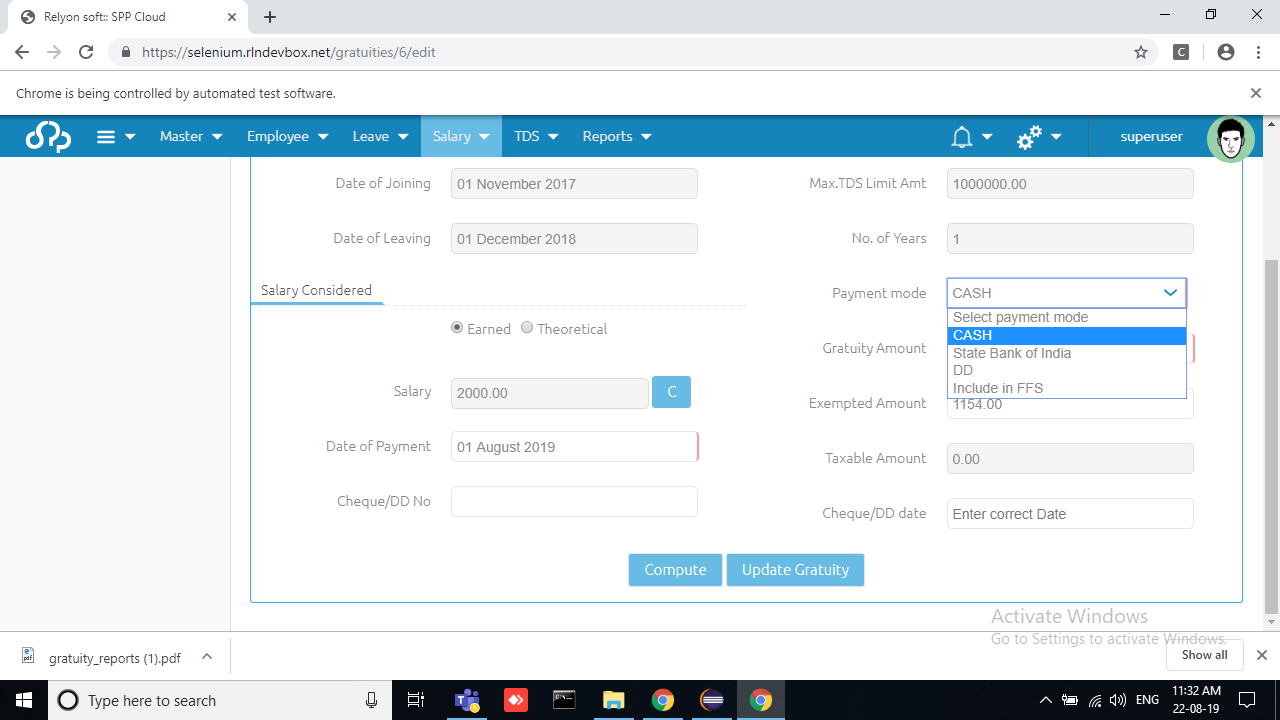 Relyon soft:: SPP Cloud
https://selenium.rlndevbox.net/gratuities/6/edit
C
Chrome is being controlled by automated test software.
Master Employee Leave Salary TDS Reports superuser
Date of Joining 01 November 2017 Max.TDS Limit Amt 1000000.00
Date of Leaving 01 December 2018 No. of Years 1
Salary Considered Payment mode CASH
Select payment mode
Earned Theoretical CASH
Gratuity Amount State Bank of India
DD
Include in FFS
Salary 2000.00 C Exempted Amount 1154.00
Date of Payment 01 August 2019 Taxable Amount 0.00
Cheque/DD No Cheque/DD date Enter correct Date
Compute Update Gratuity
Activate Windows
Go to Settings to activate Windows.
gratuity_reports (1).pdf Show all
Type here to search ENG 11:32 AM
22-08-19